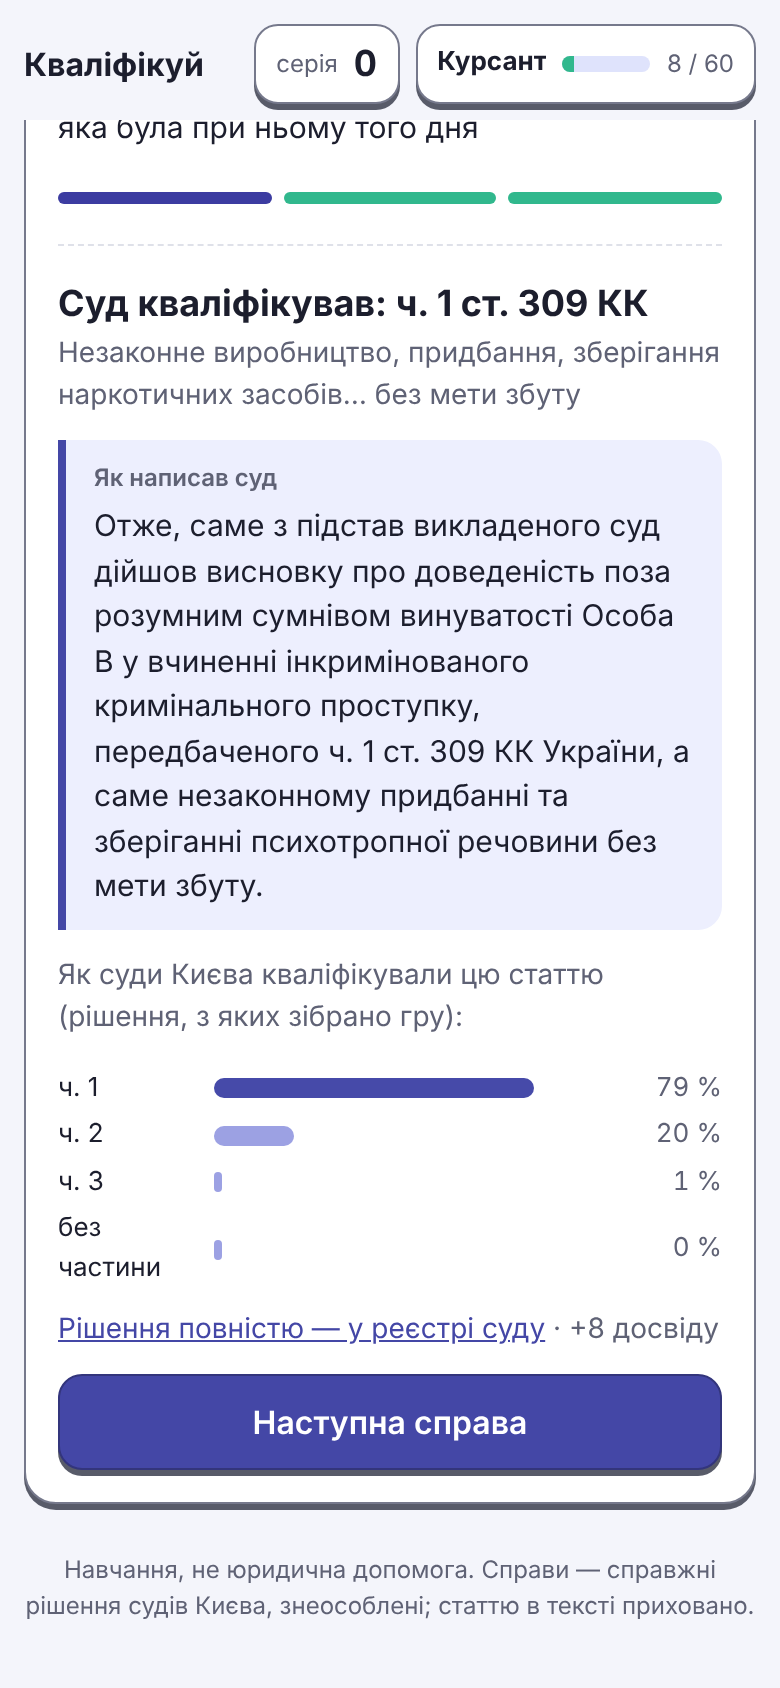 Кваліфікуй
серія 0
Курсант 8 / 60
яка була при ньому того дня
Суд кваліфікував: ч. 1 ст. 309 КК
Незаконне виробництво, придбання, зберігання
наркотичних засобів… без мети збуту
Як написав суд
Отже, саме з підстав викладеного суд
дійшов висновку про доведеність поза
розумним сумнівом винуватості Особа
В у вчиненні інкримінованого
кримінального проступку,
передбаченого ч. 1 ст. 309 КК України, а
саме незаконному придбанні та
зберіганні психотропної речовини без
мети збуту.
Як суди Києва кваліфікували цю статтю
(рішення, з яких зібрано гру):
ч. 1 79 %
ч. 2 20 %
ч. 3 1 %
без
частини 0 %
Рішення повністю — у реєстрі суду · +8 досвіду
Наступна справа
Навчання, не юридична допомога. Справи — справжні
рішення судів Києва, знеособлені; статтю в тексті приховано.